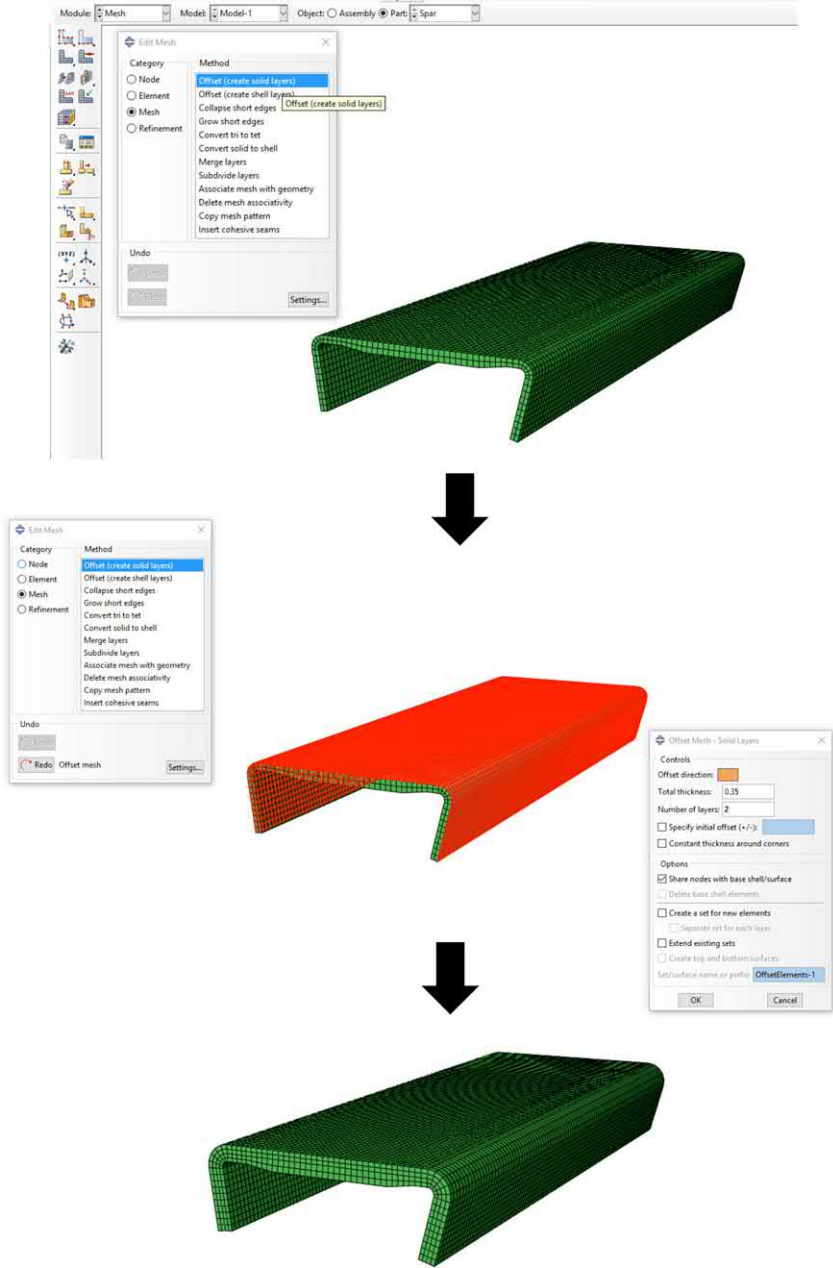 Module: Mesh Model: Model-1 Object: Assembly Part: Spar
Edit Mesh
Category Method
Node
Element
Mesh
Refinement
Offset (create solid layers)
Offset (create shell layers)
Offset (create solid layers)
Collapse short edges
Grow short edges
Convert tri to tet
Convert solid to shell
Merge layers
Subdivide layers
Associate mesh with geometry
Delete mesh associativity
Copy mesh pattern
Insert cohesive seams
Undo
Undo
Redo
Settings...
(XYZ)
Edit Mesh
Category Method
Node
Element
Mesh
Refinement
Offset (create solid layers)
Offset (create shell layers)
Collapse short edges
Grow short edges
Convert tri to tet
Convert solid to shell
Merge layers
Subdivide layers
Associate mesh with geometry
Delete mesh associativity
Copy mesh pattern
Insert cohesive seams
Undo
Undo
Redo Offset mesh
Settings...
Offset Mesh - Solid Layers
Controls
Offset direction:
Total thickness: 0.35
Number of layers: 2
Specify initial offset (+/-):
Constant thickness around corners
Options
Share nodes with base shell/surface
Delete base shell elements
Create a set for new elements
Separate set for each layer
Extend existing sets
Create top and bottom surfaces
Set/surface name or prefix: OffsetElements-1
OK Cancel